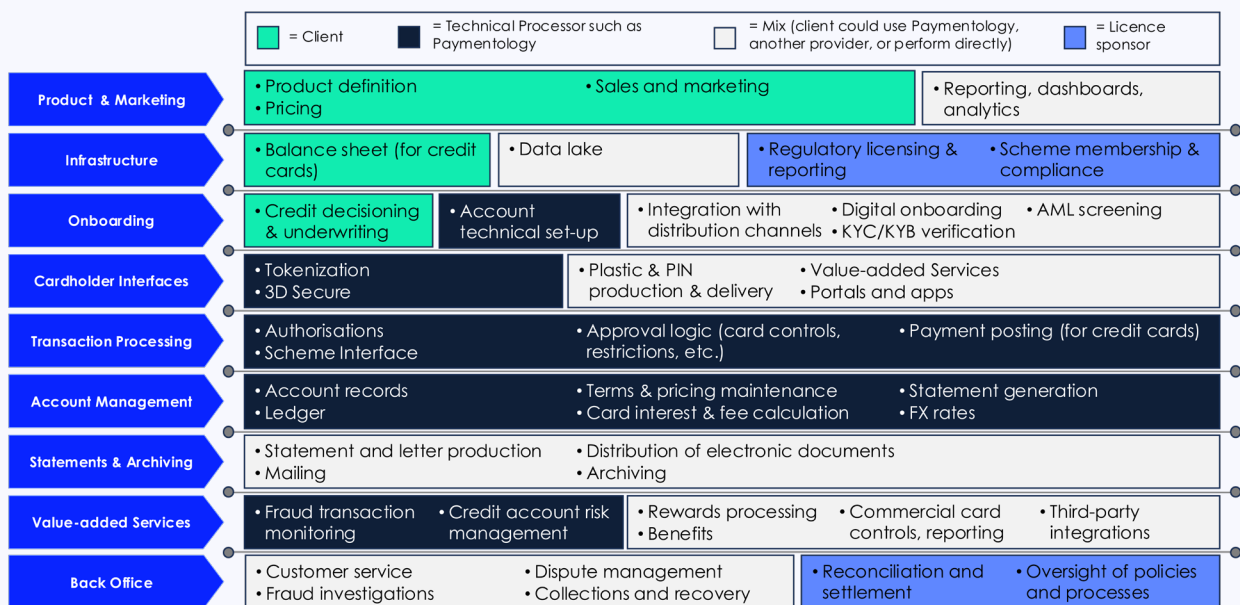 = Client
= Technical Processor such as
Paymentology
= Mix (client could use Paymentology,
another provider, or perform directly)
= Licence
sponsor
Product & Marketing
• Product definition
• Pricing
• Sales and marketing
• Reporting, dashboards,
analytics
Infrastructure
• Balance sheet (for credit
cards)
• Data lake
• Regulatory licensing &
reporting
• Scheme membership &
compliance
Onboarding
• Credit decisioning
& underwriting
• Account
technical set-up
• Integration with
distribution channels
• Digital onboarding
• KYC/KYB verification
• AML screening
Cardholder Interfaces
• Tokenization
• 3D Secure
• Plastic & PIN
production & delivery
• Value-added Services
• Portals and apps
Transaction Processing
• Authorisations
• Scheme Interface
• Approval logic (card controls,
restrictions, etc.)
• Payment posting (for credit cards)
Account Management
• Account records
• Ledger
• Terms & pricing maintenance
• Card interest & fee calculation
• Statement generation
• FX rates
Statements & Archiving
• Statement and letter production
• Mailing
• Distribution of electronic documents
• Archiving
Value-added Services
• Fraud transaction
monitoring
• Credit account risk
management
• Rewards processing
• Benefits
• Commercial card
controls, reporting
• Third-party
integrations
Back Office
• Customer service
• Fraud investigations
• Dispute management
• Collections and recovery
• Reconciliation and
settlement
• Oversight of policies
and processes